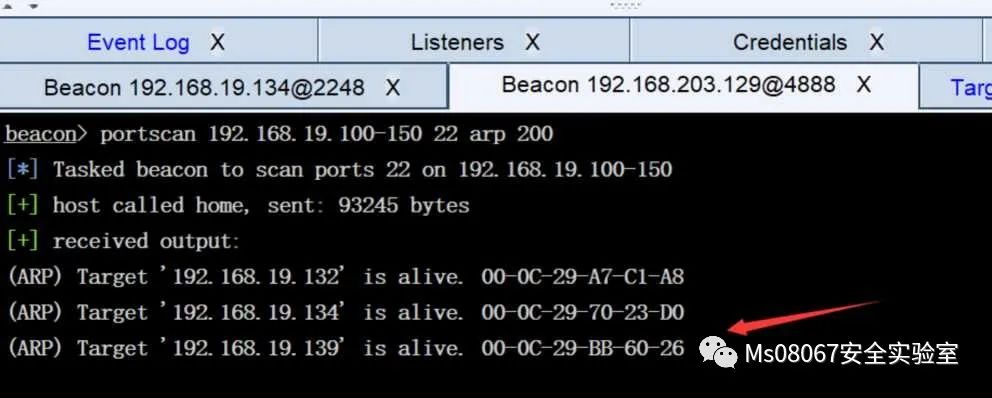 Event Log X Listeners X Credentials X
Beacon 192.168.19.134@2248 X Beacon 192.168.203.129@4888 X Targ
beacon> portscan 192.168.19.100-150 22 arp 200
[*] Tasked beacon to scan ports 22 on 192.168.19.100-150
[+] host called home, sent: 93245 bytes
[+] received output:
(ARP) Target '192.168.19.132' is alive. 00-0C-29-A7-C1-A8
(ARP) Target '192.168.19.134' is alive. 00-0C-29-70-23-D0
(ARP) Target '192.168.19.139' is alive. 00-0C-29-BB-60-26
Ms08067安全实验室